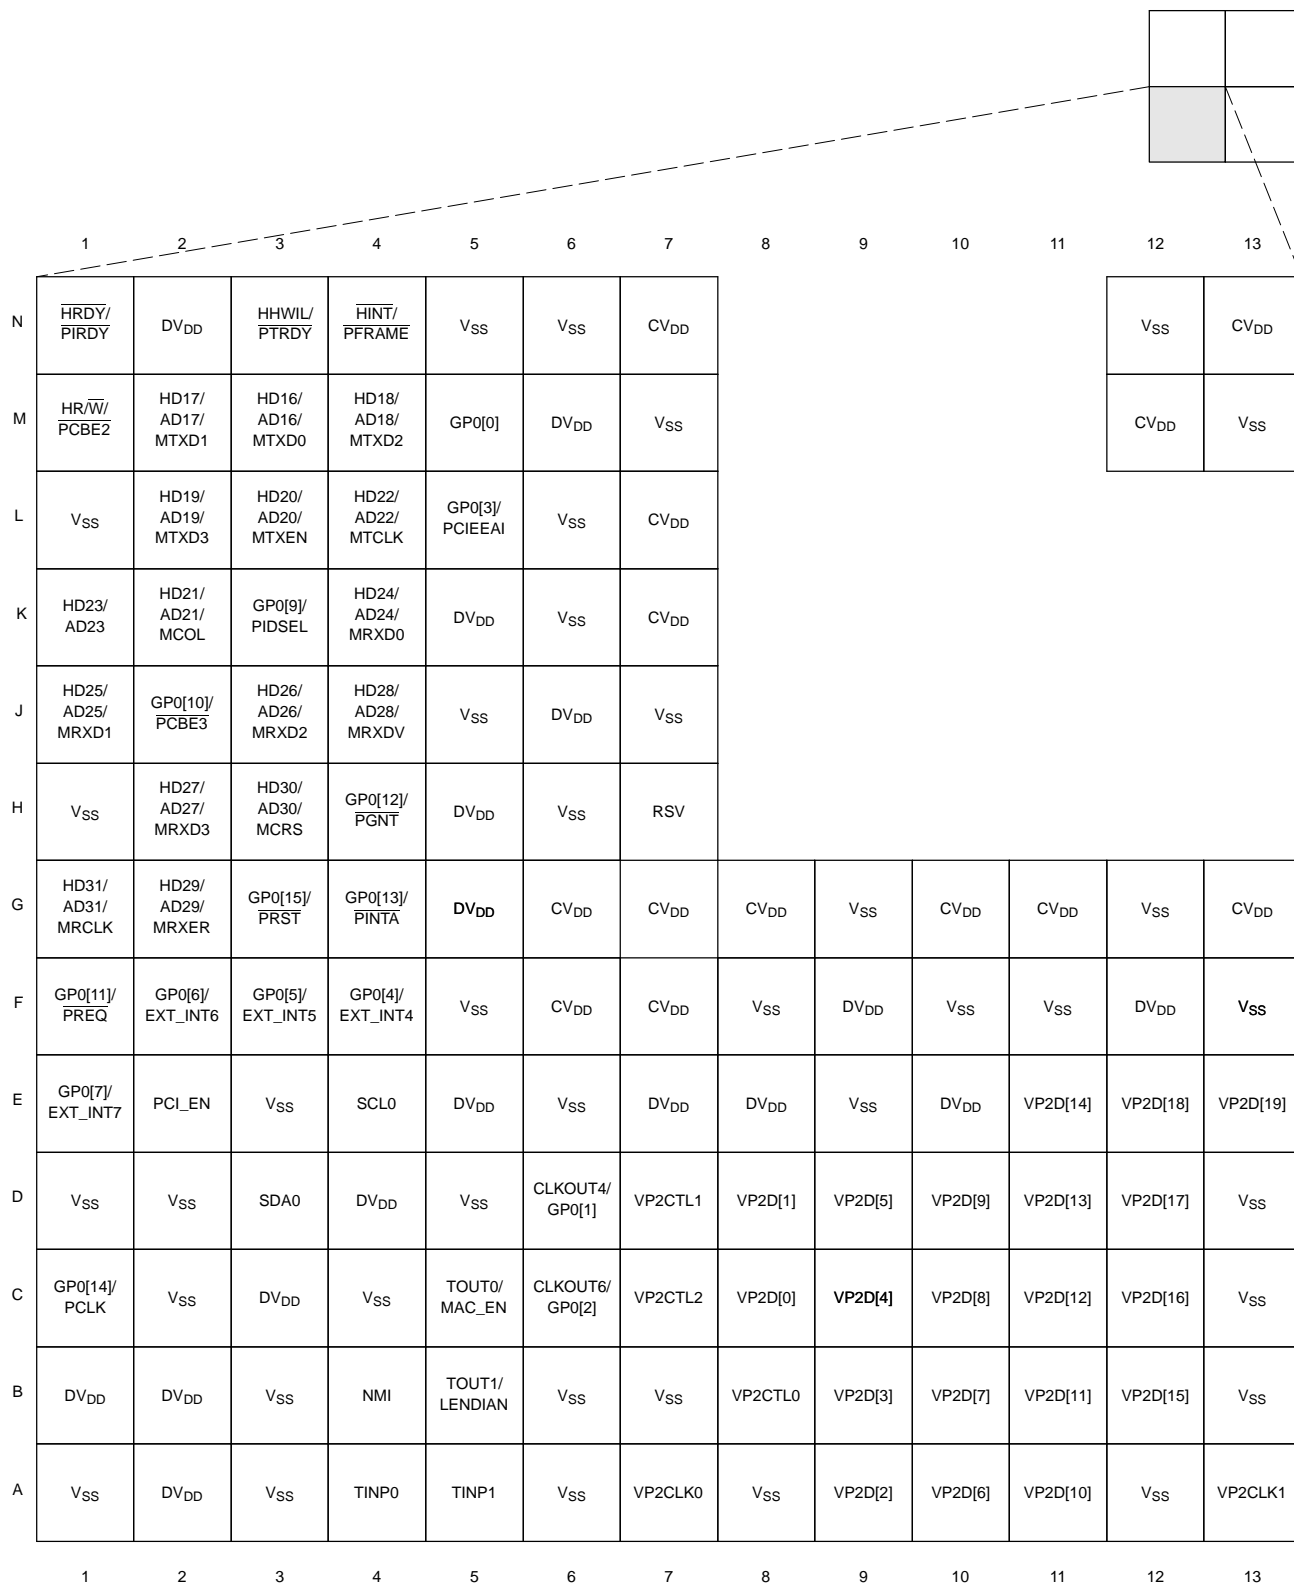 1 2 3 4 5 6 7 8 9 10 11 12 13
N HRDY/ PIRDY DVDD HHWIL/ PTRDY HINT/ PFRAME VSS VSS CVDD VSS CVDD
M HR/W/ PCBE2 HD17/ AD17/ MTXD1 HD16/ AD16/ MTXD0 HD18/ AD18/ MTXD2 GP0[0] DVDD VSS CVDD VSS
L VSS HD19/ AD19/ MTXD3 HD20/ AD20/ MTXEN HD22/ AD22/ MTCLK GP0[3]/ PCIEEAI VSS CVDD
K HD23/ AD23 HD21/ AD21/ MCOL GP0[9]/ PIDSEL HD24/ AD24/ MRXD0 DVDD VSS CVDD
J HD25/ AD25/ MRXD1 GP0[10]/ PCBE3 HD26/ AD26/ MRXD2 HD28/ AD28/ MRXDV VSS DVDD VSS
H VSS HD27/ AD27/ MRXD3 HD30/ AD30/ MCRS GP0[12]/ PGNT DVDD VSS RSV
G HD31/ AD31/ MRCLK HD29/ AD29/ MRXER GP0[15]/ PRST GP0[13]/ PINTA DVDD CVDD CVDD CVDD VSS CVDD CVDD VSS CVDD
F GP0[11]/ PREQ GP0[6]/ EXT_INT6 GP0[5]/ EXT_INT5 GP0[4]/ EXT_INT4 VSS CVDD CVDD VSS DVDD VSS VSS DVDD VSS
E GP0[7]/ EXT_INT7 PCI_EN VSS SCL0 DVDD VSS DVDD DVDD VSS DVDD VP2D[14] VP2D[18] VP2D[19]
D VSS VSS SDA0 DVDD VSS CLKOUT4/ GP0[1] VP2CTL1 VP2D[1] VP2D[5] VP2D[9] VP2D[13] VP2D[17] VSS
C GP0[14]/ PCLK VSS DVDD VSS TOUT0/ MAC_EN CLKOUT6/ GP0[2] VP2CTL2 VP2D[0] VP2D[4] VP2D[8] VP2D[12] VP2D[16] VSS
B DVDD DVDD VSS NMI TOUT1/ LENDIAN VSS VSS VP2CTL0 VP2D[3] VP2D[7] VP2D[11] VP2D[15] VSS
A VSS DVDD VSS TINP0 TINP1 VSS VP2CLK0 VSS VP2D[2] VP2D[6] VP2D[10] VSS VP2CLK1
1 2 3 4 5 6 7 8 9 10 11 12 13